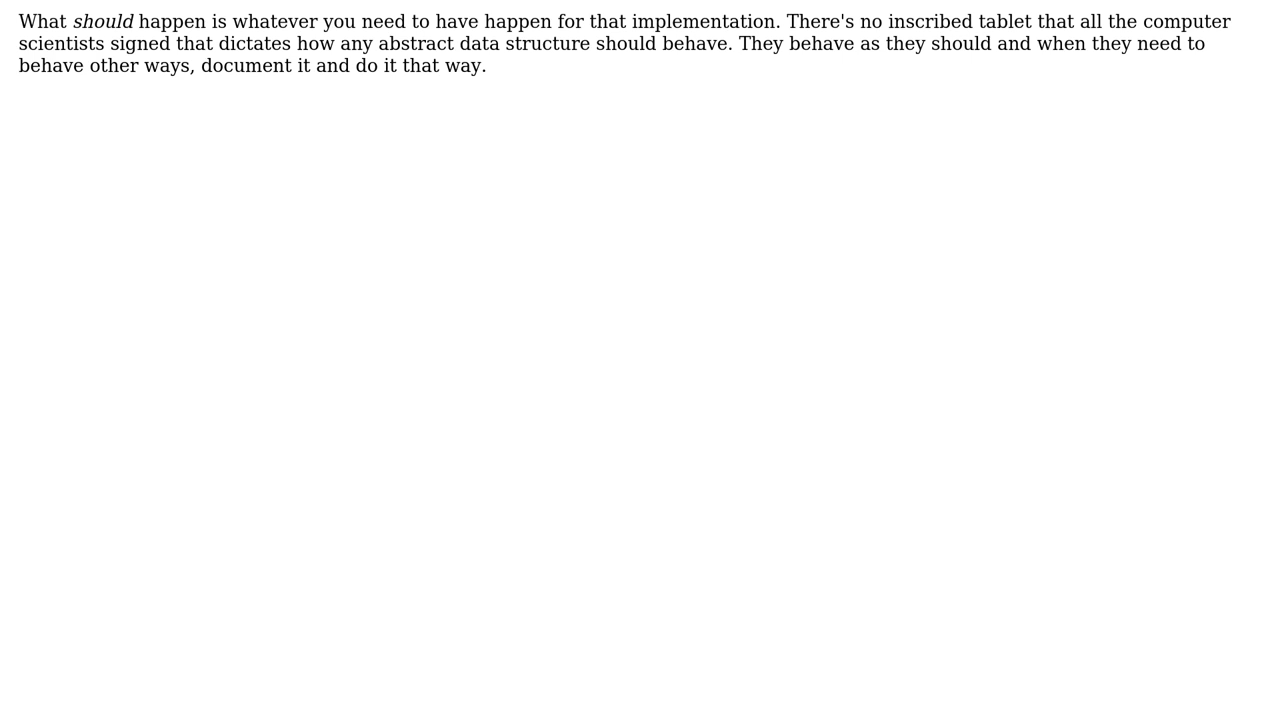 What should happen is whatever you need to have happen for that implementation. There's no inscribed tablet that all the computer
scientists signed that dictates how any abstract data structure should behave. They behave as they should and when they need to
behave other ways, document it and do it that way.